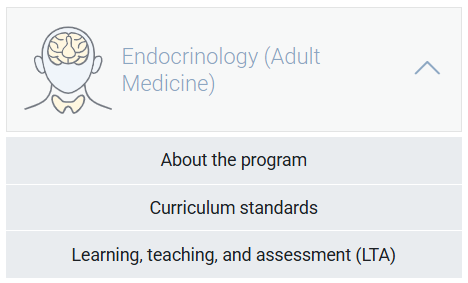 Endocrinology (Adult
Medicine)
About the program
Curriculum standards
Learning, teaching, and assessment (LTA)